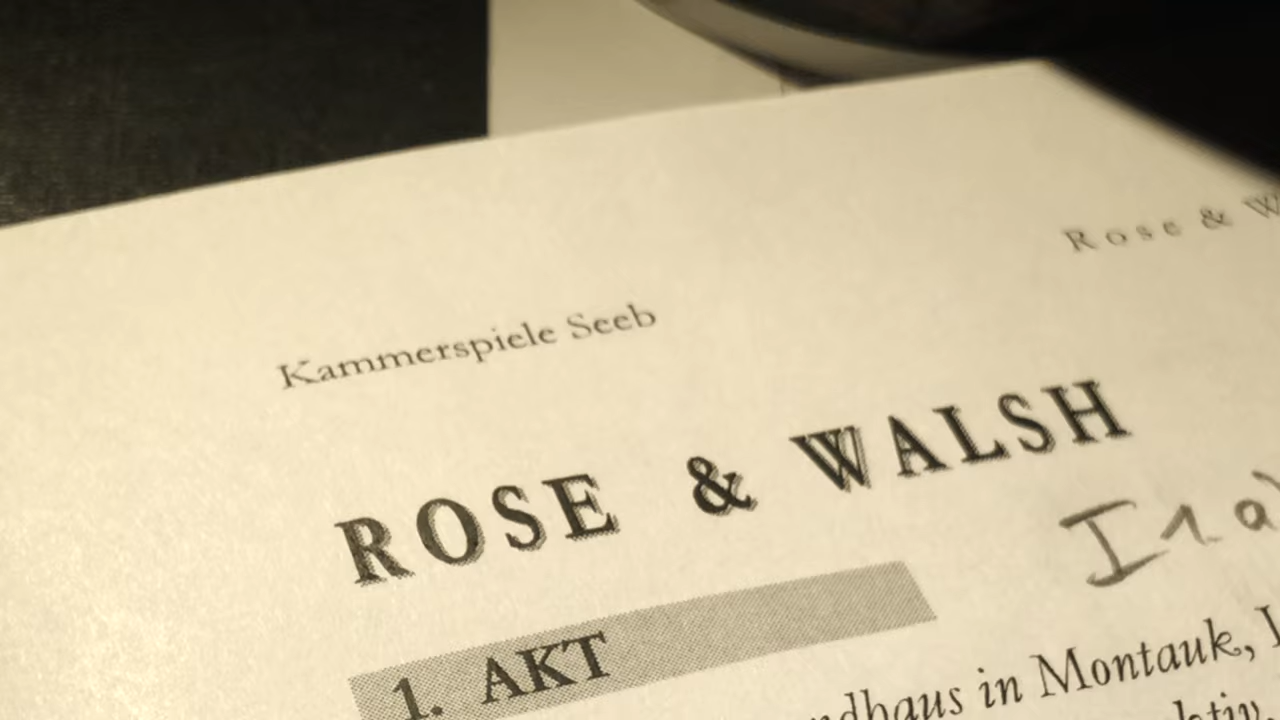 Rose &
Kammerspiele Seeb
ROSE & WALSH
1. AKT
in Montauk,